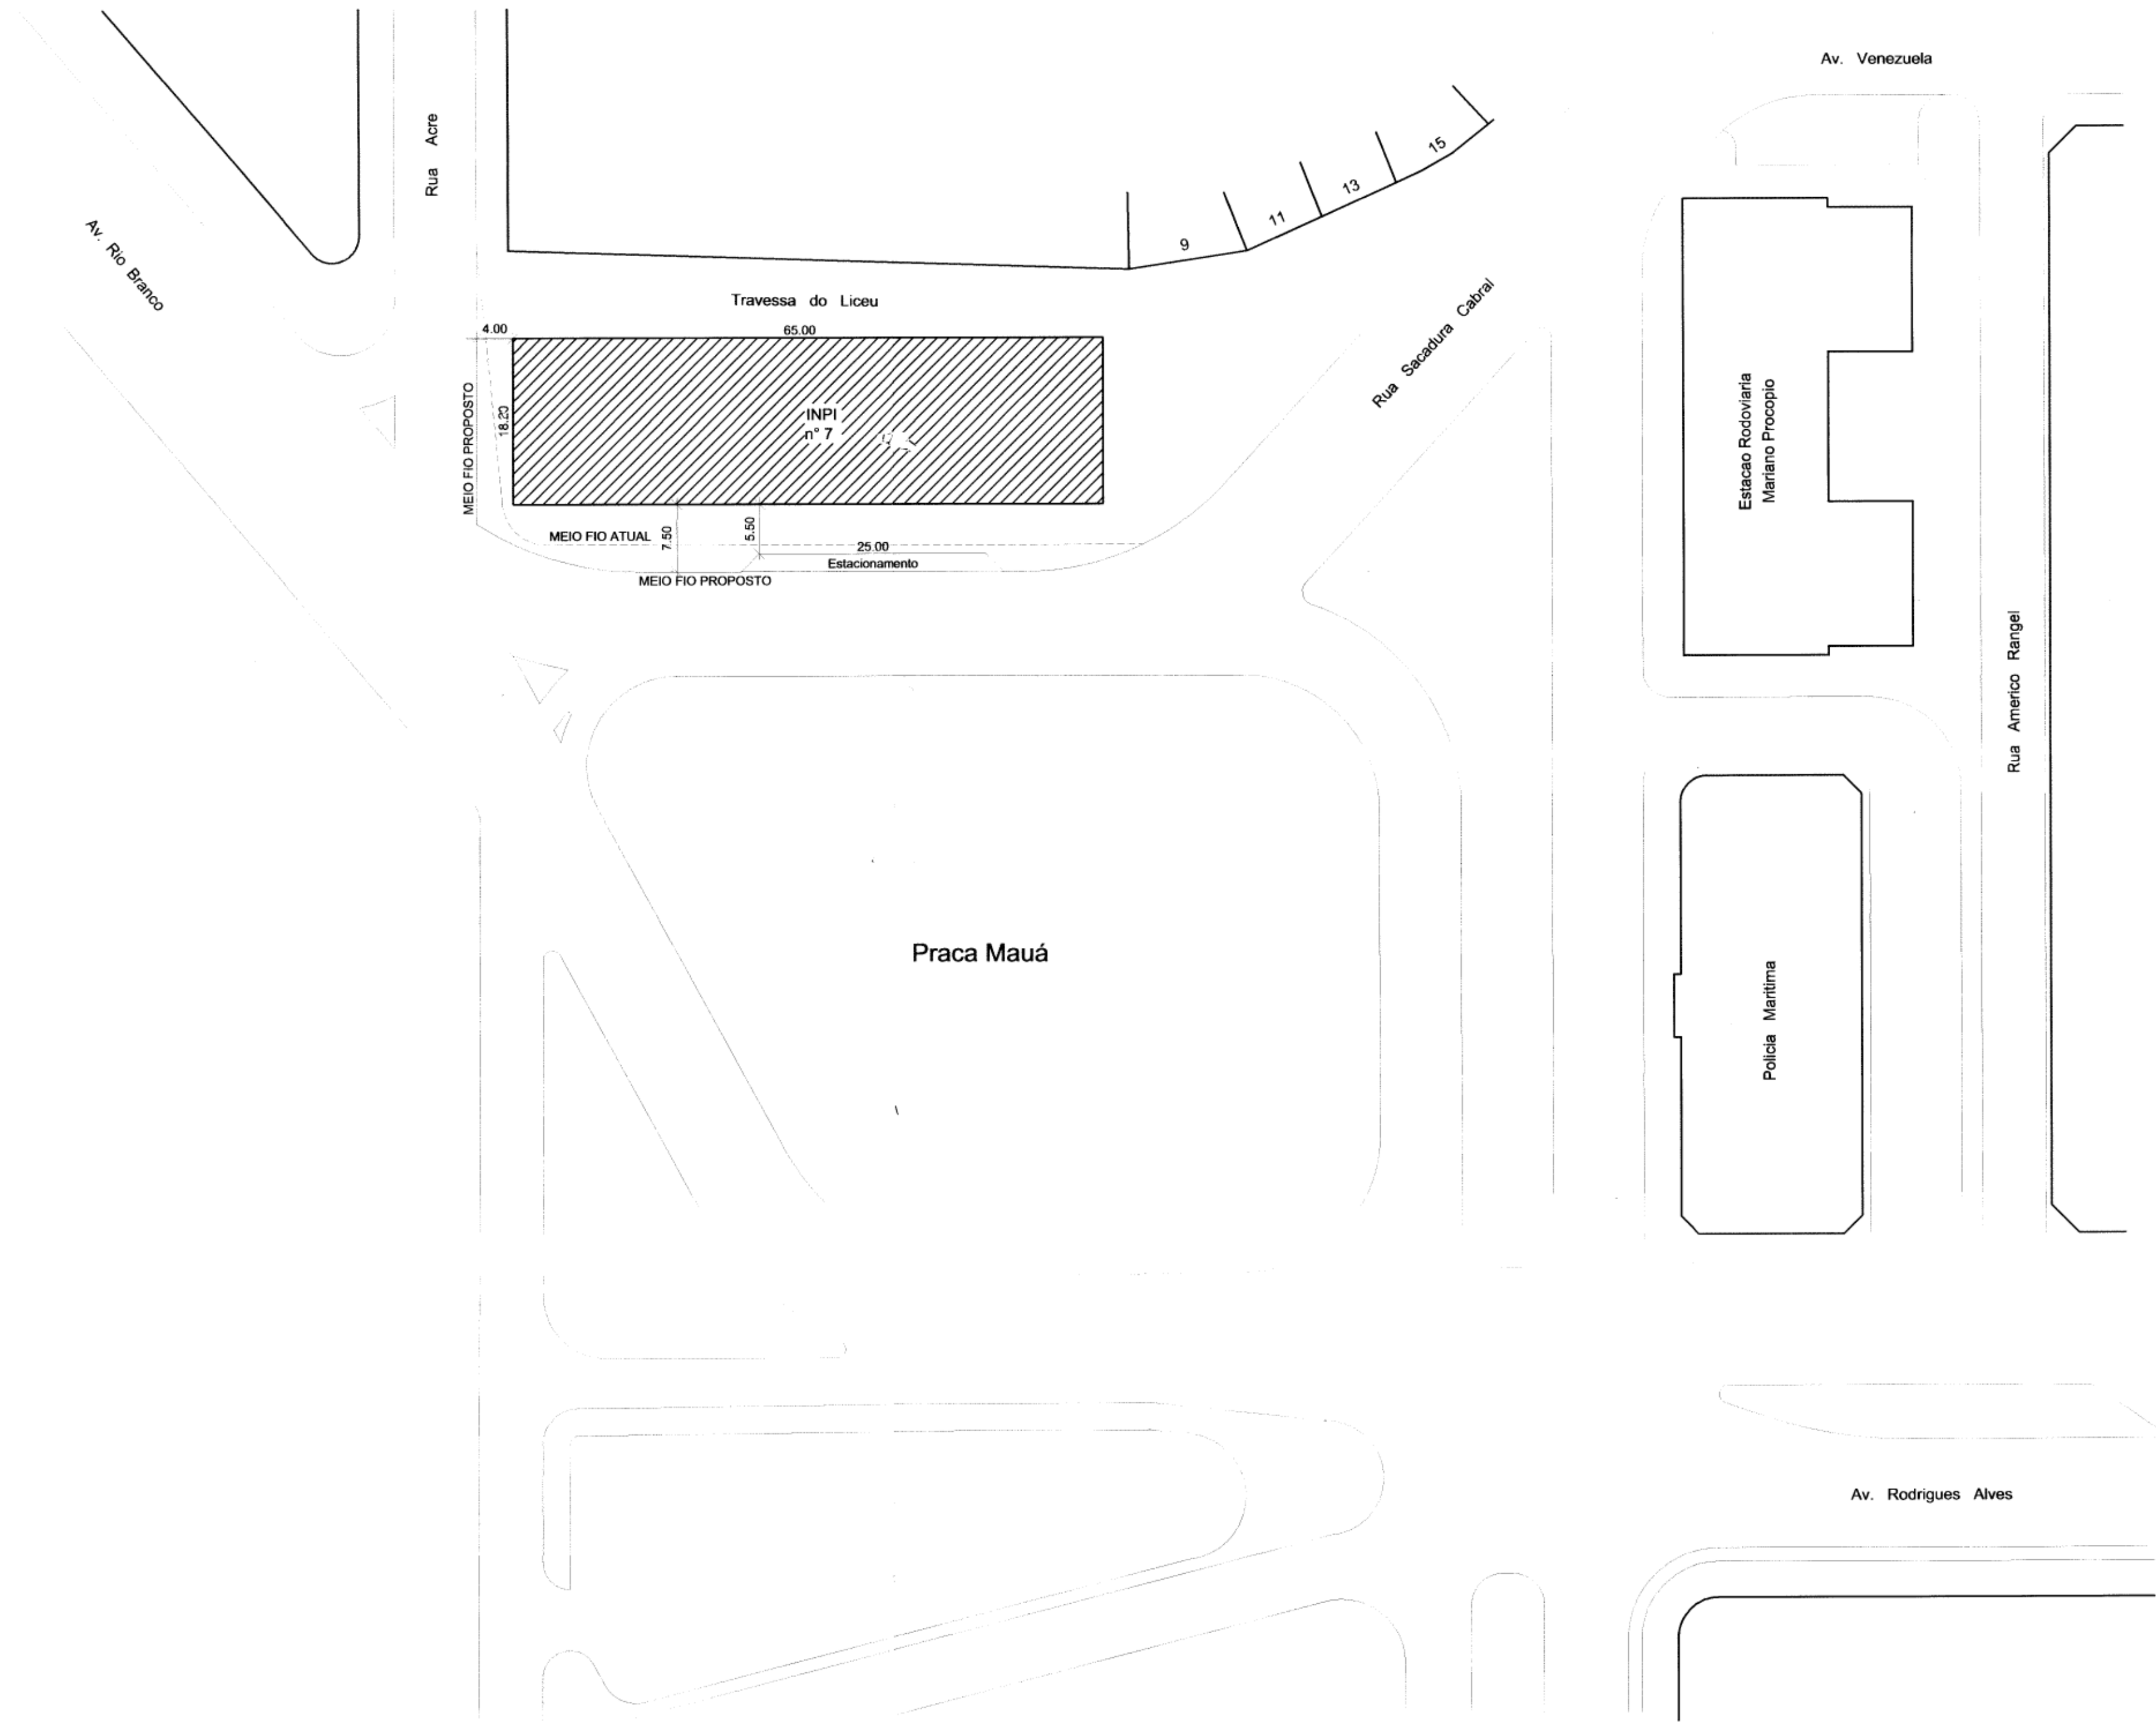 Av. Venezuela
Rua Acre
15
13
11
9
Av. Rio Branco
Travessa do Liceu
Rua Sacadura Cabral
4.00
65.00
MEIO FIO PROPOSTO
18.20
INPI
n° 7
Estacao Rodoviaria
Mariano Procopio
MEIO FIO ATUAL
7.50
5.50
25.00
Estacionamento
MEIO FIO PROPOSTO
Rua Americo Rangel
Praca Mauá
Policia Maritima
Av. Rodrigues Alves